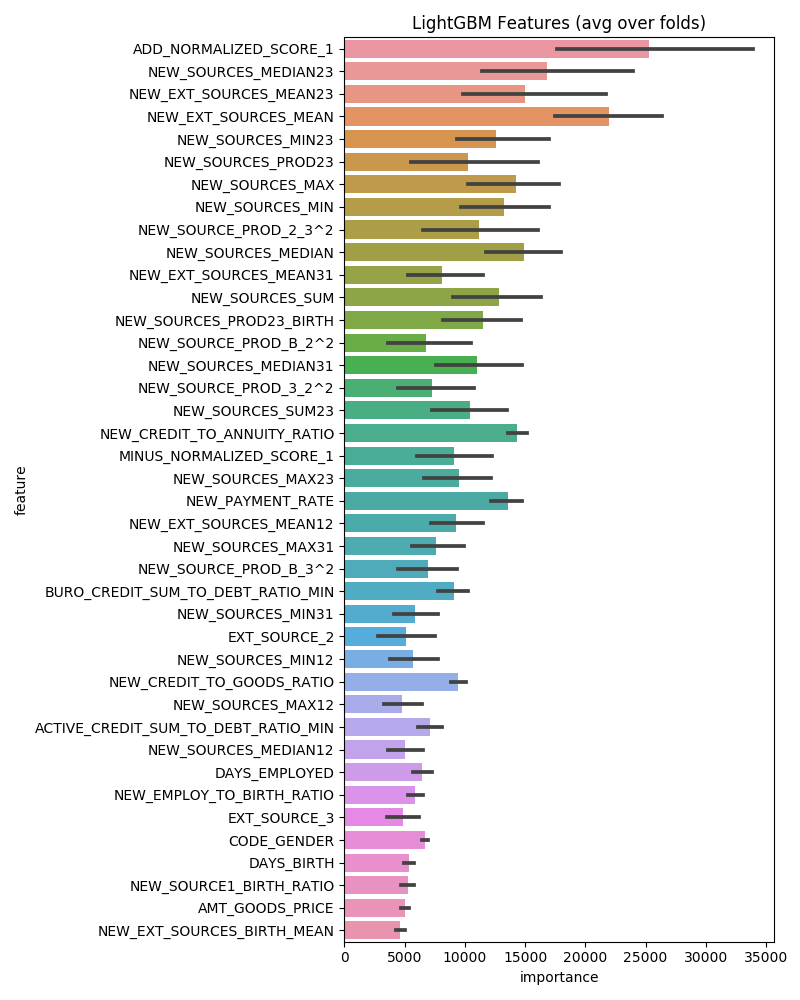 LightGBM Features (avg over folds)
ADD_NORMALIZED_SCORE_1
NEW_SOURCES_MEDIAN23
NEW_EXT_SOURCES_MEAN23
NEW_EXT_SOURCES_MEAN
NEW_SOURCES_MIN23
NEW_SOURCES_PROD23
NEW_SOURCES_MAX
NEW_SOURCES_MIN
NEW_SOURCE_PROD_2_3^2
NEW_SOURCES_MEDIAN
NEW_EXT_SOURCES_MEAN31
NEW_SOURCES_SUM
NEW_SOURCES_PROD23_BIRTH
NEW_SOURCE_PROD_B_2^2
NEW_SOURCES_MEDIAN31
NEW_SOURCE_PROD_3_2^2
NEW_SOURCES_SUM23
NEW_CREDIT_TO_ANNUITY_RATIO
MINUS_NORMALIZED_SCORE_1
NEW_SOURCES_MAX23
NEW_PAYMENT_RATE
NEW_EXT_SOURCES_MEAN12
NEW_SOURCES_MAX31
NEW_SOURCE_PROD_B_3^2
BURO_CREDIT_SUM_TO_DEBT_RATIO_MIN
NEW_SOURCES_MIN31
EXT_SOURCE_2
NEW_SOURCES_MIN12
NEW_CREDIT_TO_GOODS_RATIO
NEW_SOURCES_MAX12
ACTIVE_CREDIT_SUM_TO_DEBT_RATIO_MIN
NEW_SOURCES_MEDIAN12
DAYS_EMPLOYED
NEW_EMPLOY_TO_BIRTH_RATIO
EXT_SOURCE_3
CODE_GENDER
DAYS_BIRTH
NEW_SOURCE1_BIRTH_RATIO
AMT_GOODS_PRICE
NEW_EXT_SOURCES_BIRTH_MEAN
feature
0 5000 10000 15000 20000 25000 30000 35000
importance